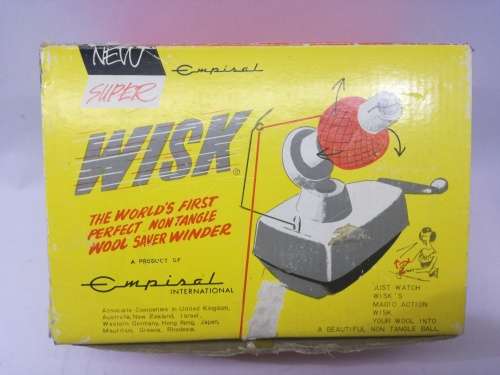 NEW
SUPER
Empisal
WISK®
THE WORLD'S FIRST
PERFECT NON TANGLE
WOOL SAVER WINDER
A PRODUCT OF
Empisal
INTERNATIONAL
Associate Companies in United Kingdom,
Australia, New Zealand, Israel,
Western Germany, Hong Kong, Japan,
Mauritius, Greece, Rhodesia.
JUST WATCH
WISK'S
MAGIC ACTION
WISK
YOUR WOOL INTO
A BEAUTIFUL NON TANGLE BALL